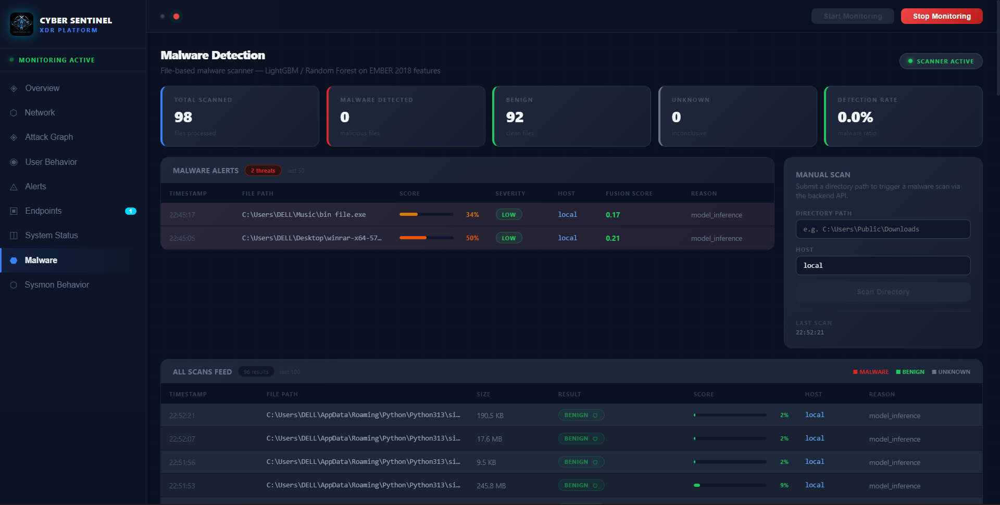 CYBER SENTINEL
XDR PLATFORM
MONITORING ACTIVE
Overview
Network
Attack Graph
User Behavior
Alerts
Endpoints 1
System Status
Malware
Sysmon Behavior
Start Monitoring Stop Monitoring
Malware Detection
File-based malware scanner — LightGBM / Random Forest on EMBER 2018 features
SCANNER ACTIVE
TOTAL SCANNED
98
files processed
MALWARE DETECTED
0
malicious files
BENIGN
92
clean files
UNKNOWN
0
inconclusive
DETECTION RATE
0.0%
malware ratio
MALWARE ALERTS 2 threats last 50
TIMESTAMP FILE PATH SCORE SEVERITY HOST FUSION SCORE REASON
22:45:17 C:\Users\DELL\Music\bin file.exe 34% LOW local 0.17 model_inference
22:45:05 C:\Users\DELL\Desktop\winrar-x64-57… 50% LOW local 0.21 model_inference
MANUAL SCAN
Submit a directory path to trigger a malware scan via
the backend API.
DIRECTORY PATH
e.g. C:\Users\Public\Downloads
HOST
local
Scan Directory
LAST SCAN
22:52:21
ALL SCANS FEED 96 results last 100
MALWARE BENIGN UNKNOWN
TIMESTAMP FILE PATH SIZE RESULT SCORE HOST REASON
22:52:21 C:\Users\DELL\AppData\Roaming\Python\Python313\si… 190.5 KB BENIGN 2% local model_inference
22:52:07 C:\Users\DELL\AppData\Roaming\Python\Python313\si… 17.6 MB BENIGN 2% local model_inference
22:51:56 C:\Users\DELL\AppData\Roaming\Python\Python313\si… 9.5 KB BENIGN 2% local model_inference
22:51:53 C:\Users\DELL\AppData\Roaming\Python\Python313\si… 245.8 MB BENIGN 9% local model_inference